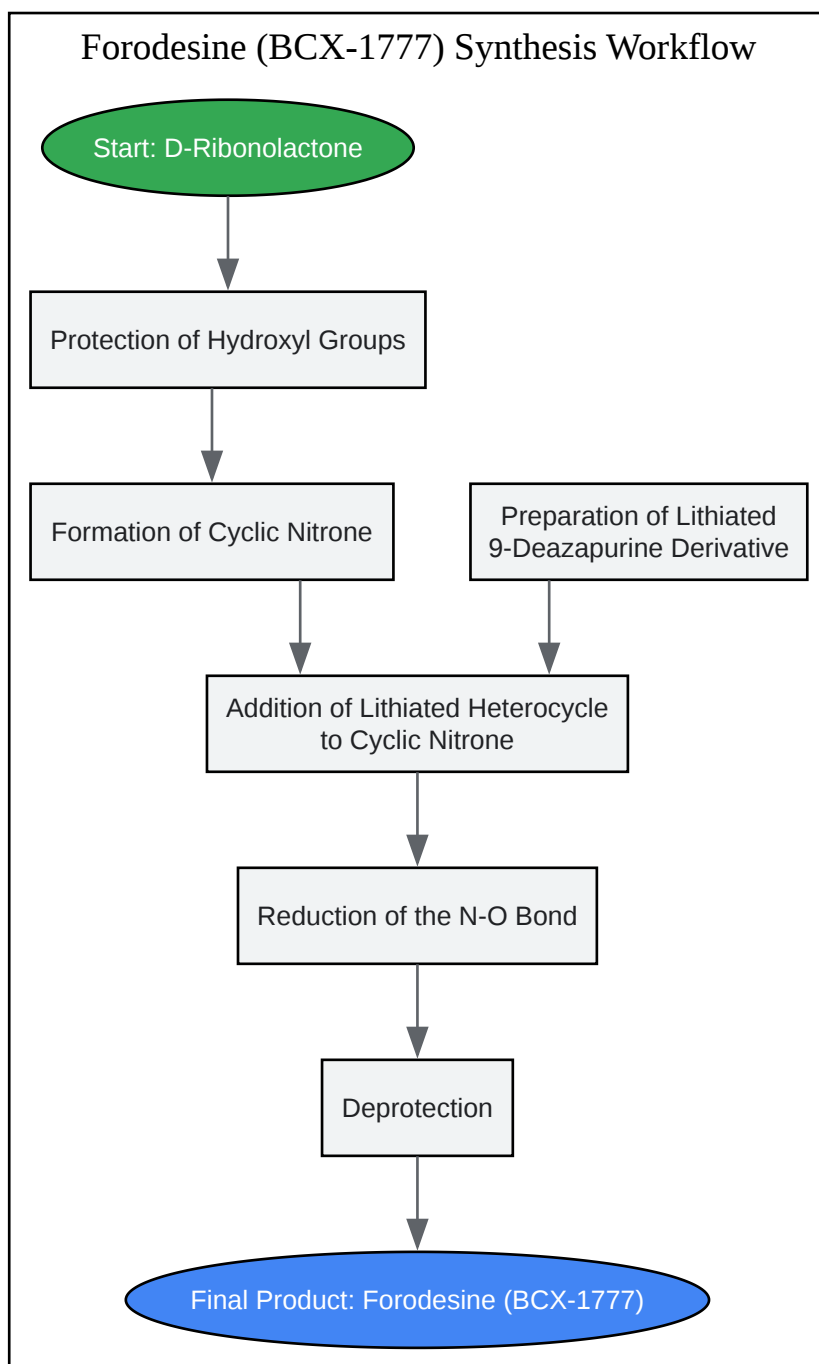 Forodesine (BCX-1777) Synthesis Workflow
Start: D-Ribonolactone
Protection of Hydroxyl Groups
Formation of Cyclic Nitrone
Preparation of Lithiated
9-Deazapurine Derivative
Addition of Lithiated Heterocycle
to Cyclic Nitrone
Reduction of the N-O Bond
Deprotection
Final Product: Forodesine (BCX-1777)